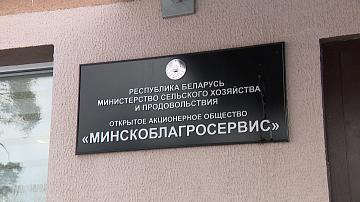 РЕСПУБЛИКА БЕЛАРУСЬ
МИНИСТЕРСТВО СЕЛЬСКОГО ХОЗЯЙСТВА
И ПРОДОВОЛЬСТВИЯ
ОТКРЫТОЕ АКЦИОНЕРНОЕ ОБЩЕСТВО
«МИНСКОБЛАГРОСЕРВИС»